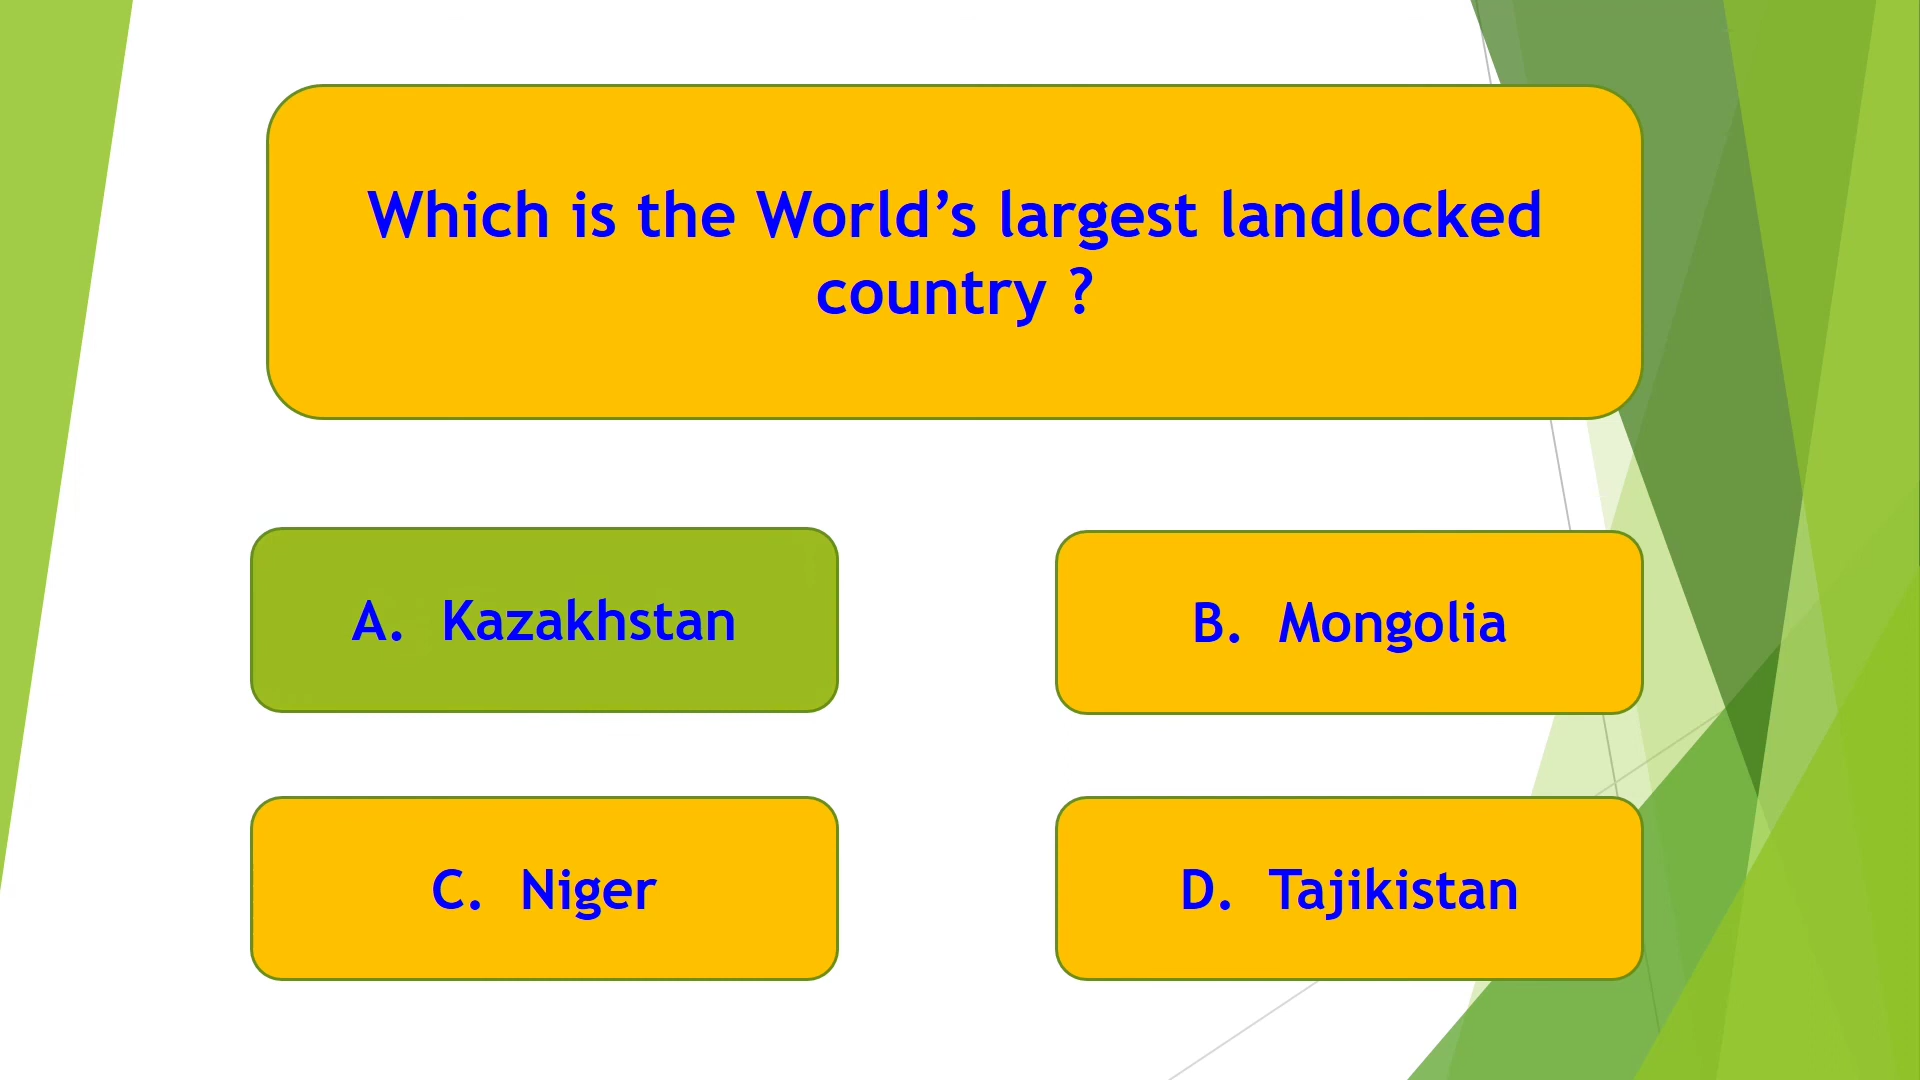 Which is the World’s largest landlocked
country ?
A. Kazakhstan
B. Mongolia
C. Niger
D. Tajikistan